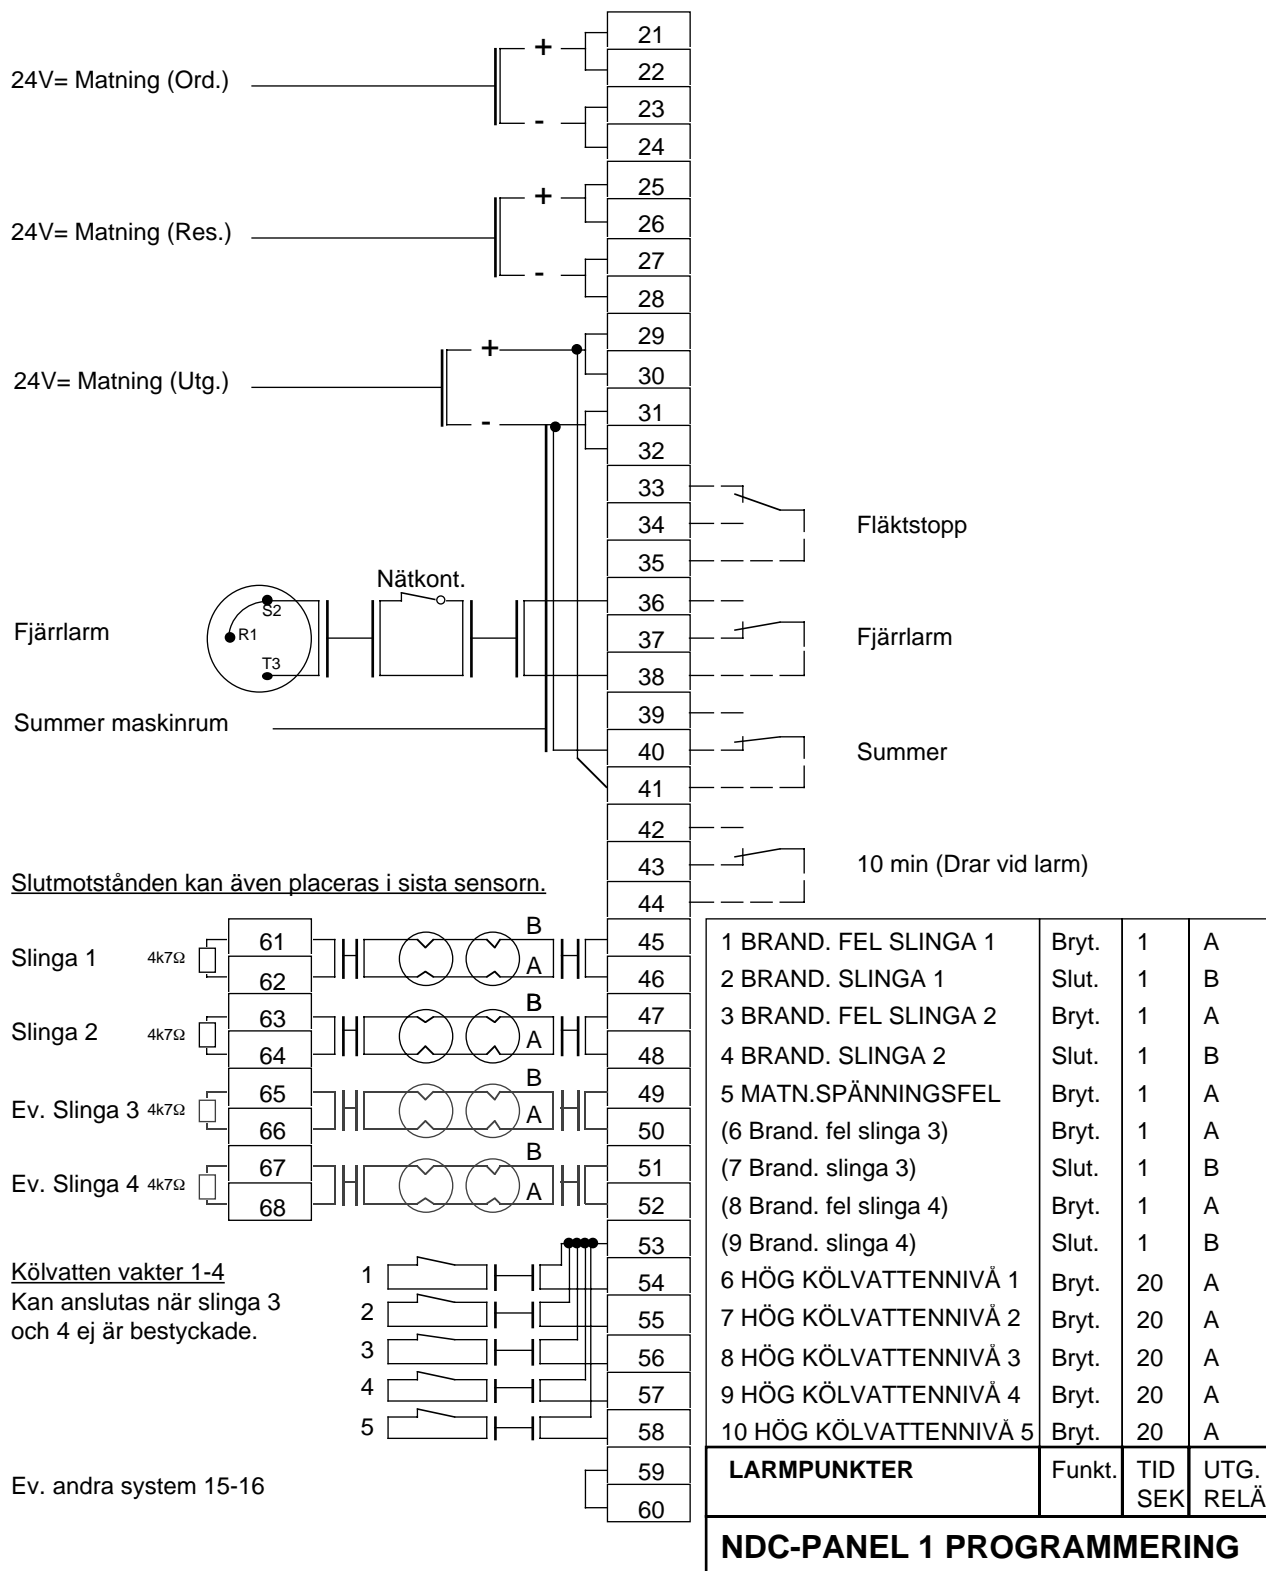 21
+
22
24V= Matning (Ord.)
23
-
24
25
+
26
24V= Matning (Res.)
27
-
28
29
+
30
24V= Matning (Utg.)
31
-
32
33
34
Fläktstopp
35
Nätkont.
36
S2
Fjärrlarm
R1
37
Fjärrlarm
T3
38
39
Summer maskinrum
40
Summer
41
42
43
10 min (Drar vid larm)
44
Slutmotstånden kan även placeras i sista sensorn.
Slinga 1 4k7Ω 61 B 45
62 A 46
Slinga 2 4k7Ω 63 B 47
64 A 48
Ev. Slinga 3 4k7Ω 65 B 49
66 A 50
Ev. Slinga 4 4k7Ω 67 B 51
68 A 52
53
Kölvatten vakter 1-4
Kan anslutas när slinga 3
och 4 ej är bestyckade.
1 54
2 55
3 56
4 57
5 58
59
Ev. andra system 15-16
60
1 BRAND. FEL SLINGA 1 Bryt. 1 A
2 BRAND. SLINGA 1 Slut. 1 B
3 BRAND. FEL SLINGA 2 Bryt. 1 A
4 BRAND. SLINGA 2 Slut. 1 B
5 MATN.SPÄNNINGSFEL Bryt. 1 A
(6 Brand. fel slinga 3) Bryt. 1 A
(7 Brand. slinga 3) Slut. 1 B
(8 Brand. fel slinga 4) Bryt. 1 A
(9 Brand. slinga 4) Slut. 1 B
6 HÖG KÖLVATTENNIVÅ 1 Bryt. 20 A
7 HÖG KÖLVATTENNIVÅ 2 Bryt. 20 A
8 HÖG KÖLVATTENNIVÅ 3 Bryt. 20 A
9 HÖG KÖLVATTENNIVÅ 4 Bryt. 20 A
10 HÖG KÖLVATTENNIVÅ 5 Bryt. 20 A
LARMPUNKTER Funkt. TID UTG.
SEK RELÄ
NDC-PANEL 1 PROGRAMMERING